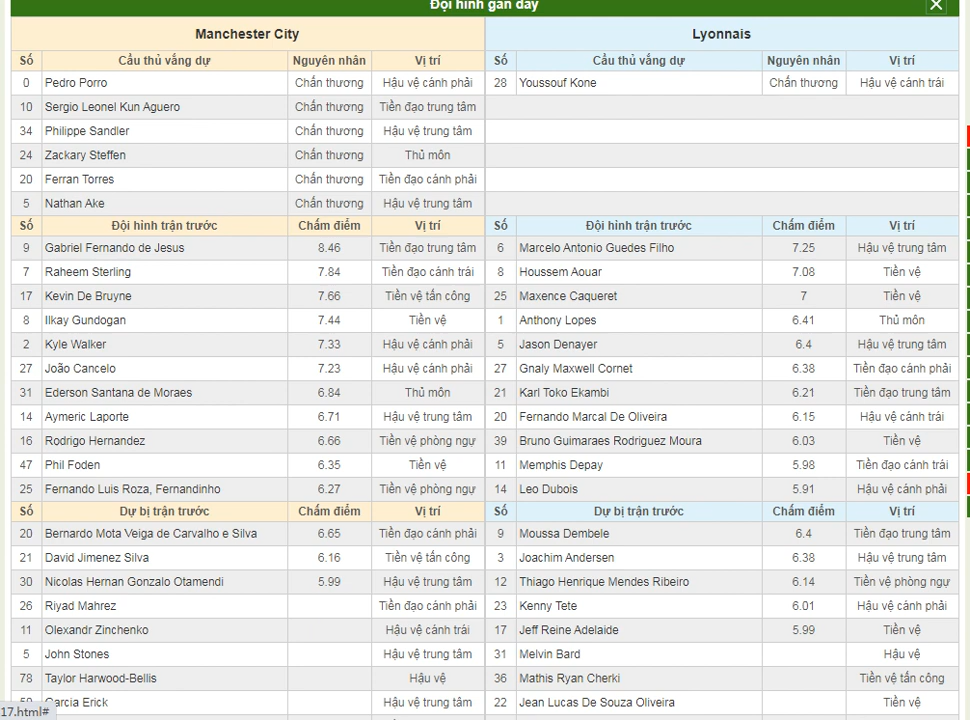 Đội hình gần đây
Manchester City
Lyonnais
Số Cầu thủ vắng dự Nguyên nhân Vị trí Số Cầu thủ vắng dự Nguyên nhân Vị trí
0 Pedro Porro Chấn thương Hậu vệ cánh phải 28 Youssouf Kone Chấn thương Hậu vệ cánh trái
10 Sergio Leonel Kun Aguero Chấn thương Tiền đạo trung tâm
34 Philippe Sandler Chấn thương Hậu vệ trung tâm
24 Zackary Steffen Chấn thương Thủ môn
20 Ferran Torres Chấn thương Tiền đạo cánh phải
5 Nathan Ake Chấn thương Hậu vệ trung tâm
Số Đội hình trận trước Chấm điểm Vị trí Số Đội hình trận trước Chấm điểm Vị trí
9 Gabriel Fernando de Jesus 8.46 Tiền đạo trung tâm 6 Marcelo Antonio Guedes Filho 7.25 Hậu vệ trung tâm
7 Raheem Sterling 7.84 Tiền đạo cánh trái 8 Houssem Aouar 7.08 Tiền vệ
17 Kevin De Bruyne 7.66 Tiền vệ tấn công 25 Maxence Caqueret 7 Tiền vệ
8 Ilkay Gundogan 7.44 Tiền vệ 1 Anthony Lopes 6.41 Thủ môn
2 Kyle Walker 7.33 Hậu vệ cánh phải 5 Jason Denayer 6.4 Hậu vệ trung tâm
27 João Cancelo 7.23 Hậu vệ cánh phải 27 Gnaly Maxwell Cornet 6.38 Tiền đạo cánh phải
31 Ederson Santana de Moraes 6.84 Thủ môn 21 Karl Toko Ekambi 6.21 Tiền đạo trung tâm
14 Aymeric Laporte 6.71 Hậu vệ trung tâm 20 Fernando Marcal De Oliveira 6.15 Hậu vệ cánh trái
16 Rodrigo Hernandez 6.66 Tiền vệ phòng ngự 39 Bruno Guimaraes Rodriguez Moura 6.03 Tiền vệ
47 Phil Foden 6.35 Tiền vệ 11 Memphis Depay 5.98 Tiền đạo cánh trái
25 Fernando Luis Roza, Fernandinho 6.27 Tiền vệ phòng ngự 14 Leo Dubois 5.91 Hậu vệ cánh phải
Số Dự bị trận trước Chấm điểm Vị trí Số Dự bị trận trước Chấm điểm Vị trí
20 Bernardo Mota Veiga de Carvalho e Silva 6.65 Tiền đạo cánh phải 9 Moussa Dembele 6.4 Tiền đạo trung tâm
21 David Jimenez Silva 6.16 Tiền vệ tấn công 3 Joachim Andersen 6.38 Hậu vệ trung tâm
30 Nicolas Hernan Gonzalo Otamendi 5.99 Hậu vệ trung tâm 12 Thiago Henrique Mendes Ribeiro 6.14 Tiền vệ phòng ngự
26 Riyad Mahrez Tiền đạo cánh phải 23 Kenny Tete 6.01 Hậu vệ cánh phải
11 Olexandr Zinchenko Hậu vệ cánh trái 17 Jeff Reine Adelaide 5.99 Tiền vệ
5 John Stones Hậu vệ trung tâm 31 Melvin Bard Hậu vệ
78 Taylor Harwood-Bellis Hậu vệ 36 Mathis Ryan Cherki Tiền vệ tấn công
Garcia Erick Hậu vệ trung tâm 22 Jean Lucas De Souza Oliveira Tiền vệ
17.html#